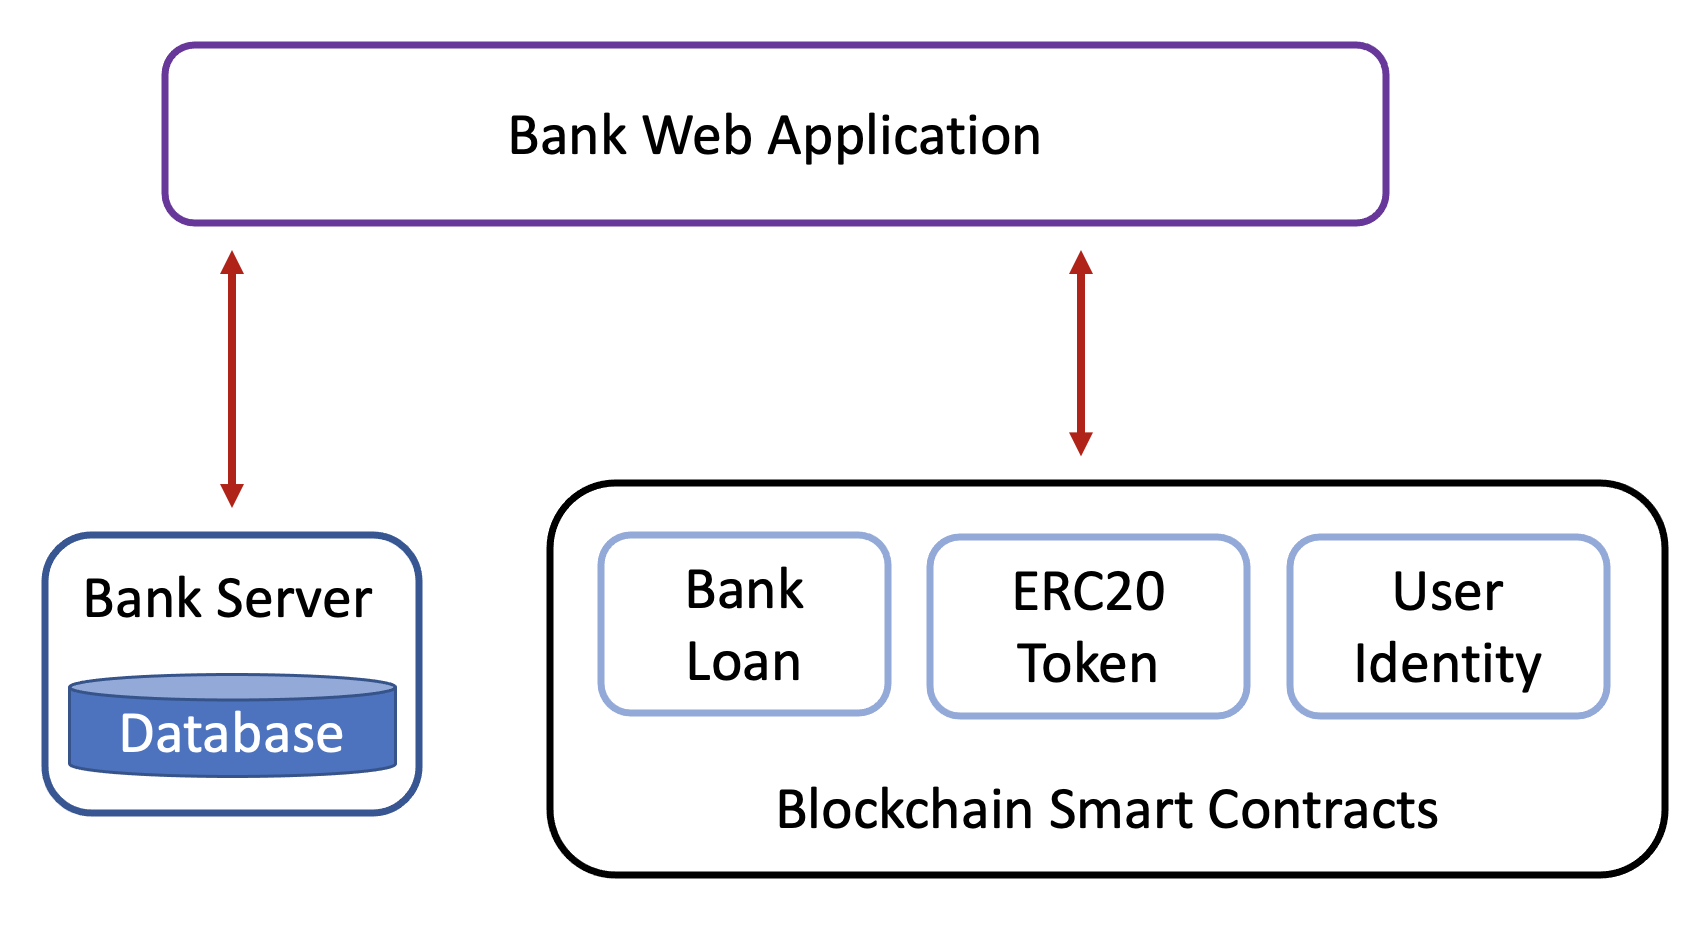 Bank Web Application
Bank Server
Database
Bank
Loan
ERC20
Token
User
Identity
Blockchain Smart Contracts